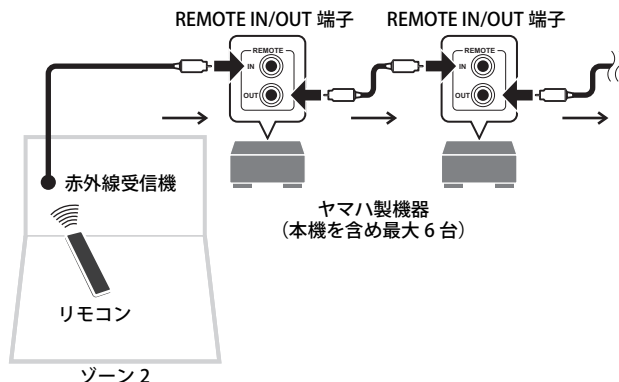 REMOTE IN/OUT 端子
REMOTE IN/OUT 端子
REMOTE
IN
OUT
REMOTE
IN
OUT
赤外線受信機
リモコン
ゾーン 2
ヤマハ製機器
（本機を含め最大 6 台）